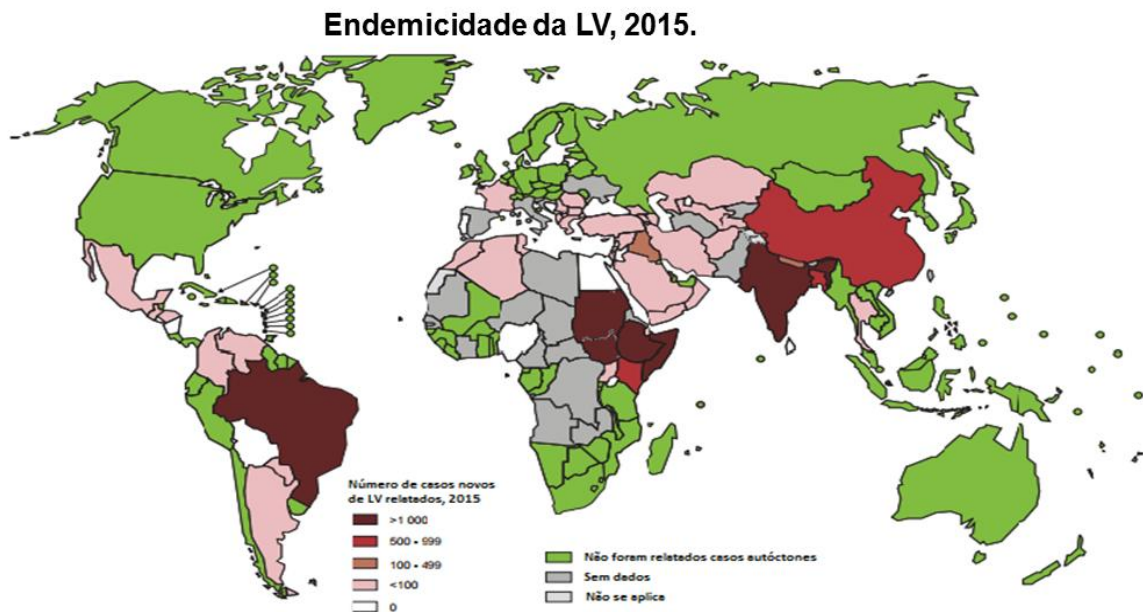 Endemicidade da LV, 2015.
Número de casos novos
de LV relatados, 2015
>1 000
500 - 999
100 - 499
<100
0
Não foram relatados casos autóctones
Sem dados
Não se aplica